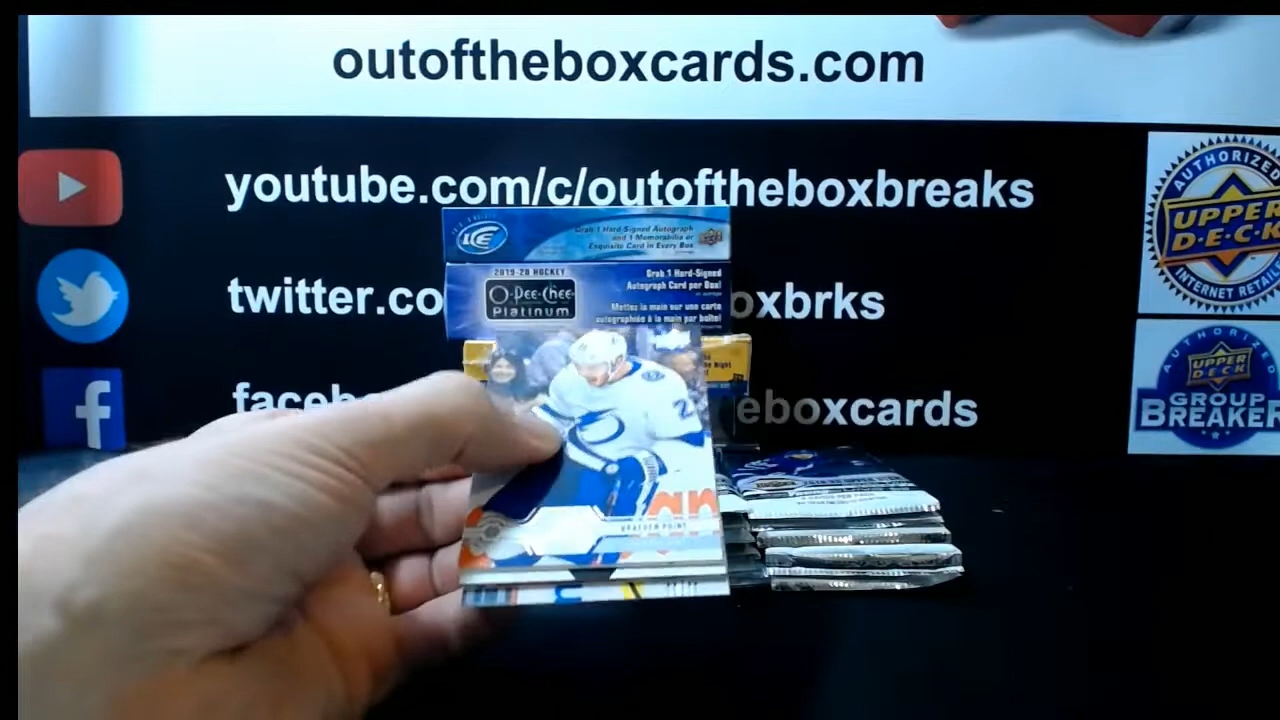 outoftheboxcards.com
youtube.com/c/outoftheboxbreaks
AUTHORIZED
UPPER
D·E·C·K
INTERNET RETAILE
ICE
Grab 1 Hard-Signed Autograph
and 1 Memorabilia or
Exquisite Card in Every Box
2019-20 HOCKEY
O-Pee-Chee
Platinum
Grab 1 Hard-Signed
Autograph Card per Box!
Mettez la main sur une carte
autographiée à la main par boîte!
twitter.co
oxbrks
faceb
eboxcards
AUTHORIZED
UPPER
DECK
GROUP
BREAKER
2
BRAYDEN POINT